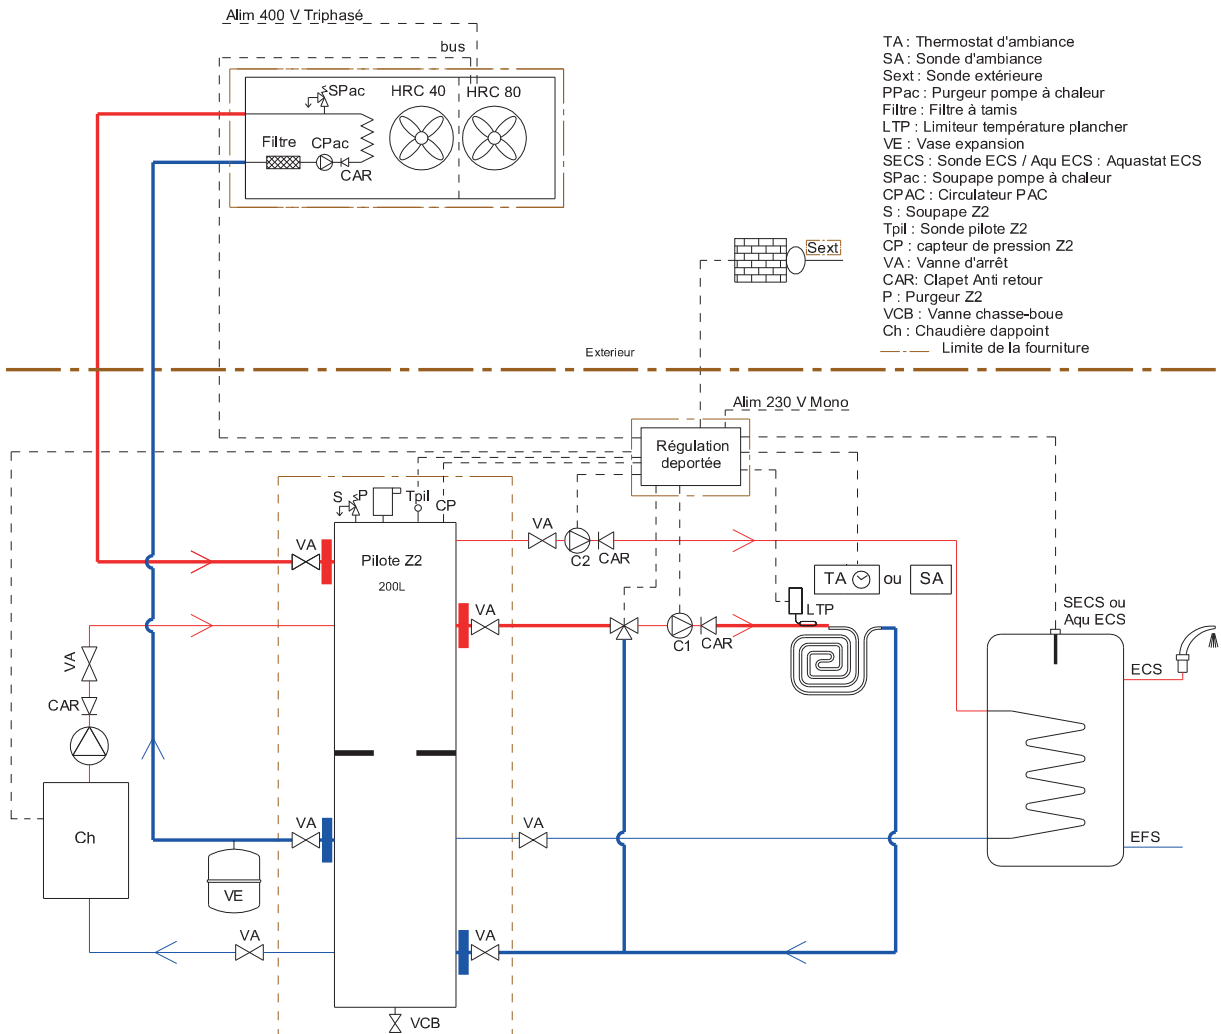 Alim 400 V Triphasé
bus
SPac
HRC 40
HRC 80
Filtre
CPac
CAR
TA : Thermostat d'ambiance
SA : Sonde d'ambiance
Sext : Sonde extérieure
PPac : Purgeur pompe à chaleur
Filtre : Filtre à tamis
LTP : Limiteur température plancher
VE : Vase expansion
SECS : Sonde ECS / Aqu ECS : Aquastat ECS
SPac : Soupape pompe à chaleur
CPAC : Circulateur PAC
S : Soupape Z2
Tpil : Sonde pilote Z2
CP : capteur de pression Z2
VA : Vanne d'arrêt
CAR: Clapet Anti retour
P : Purgeur Z2
VCB : Vanne chasse-boue
Ch : Chaudière dappoint
Limite de la fourniture
Sext
Exterieur
Alim 230 V Mono
Régulation
deportée
S
P
Tpil
CP
VA
C2
CAR
VA
Pilote Z2
200L
TA
ou
SA
VA
LTP
C1
CAR
SECS ou
Aqu ECS
VA
ECS
CAR
Ch
VA
VA
EFS
VE
VA
VA
VCB